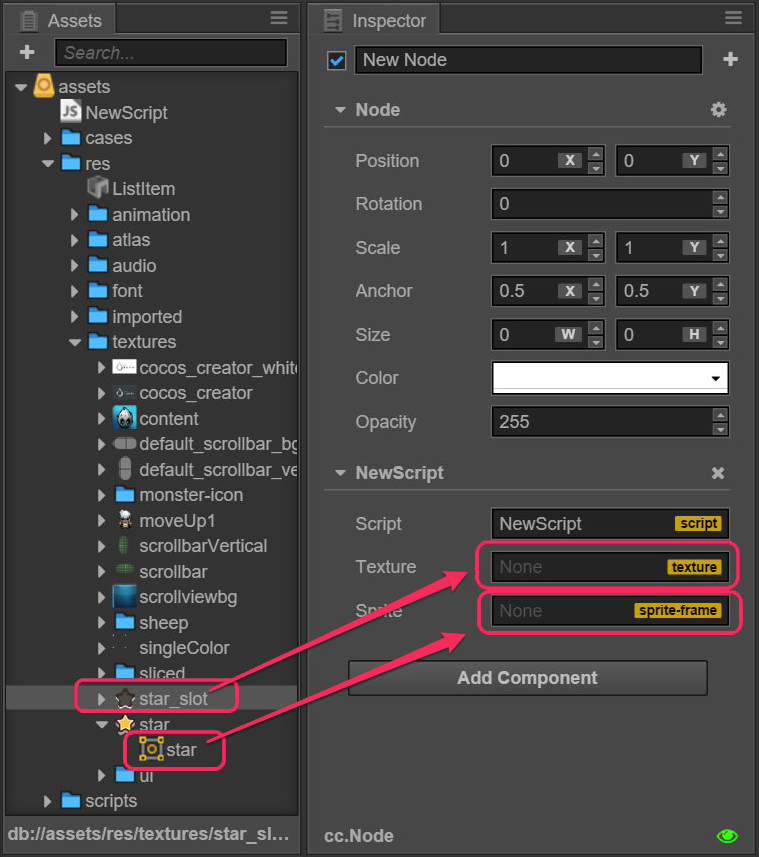 Assets
Search...
assets
JS NewScript
cases
res
ListItem
animation
atlas
audio
font
imported
textures
cocos_creator_white
cocos_creator
content
default_scrollbar_bg
default_scrollbar_ve
monster-icon
moveUp1
scrollbarVertical
scrollbar
scrollviewbg
sheep
singleColor
sliced
star_slot
star
star
ui
scripts
db://assets/res/textures/star_sl...
Inspector
New Node
Node
Position 0 X 0 Y
Rotation 0
Scale 1 X 1 Y
Anchor 0.5 X 0.5 Y
Size 0 W 0 H
Color
Opacity 255
NewScript
Script NewScript script
Texture None texture
Sprite None sprite-frame
Add Component
cc.Node